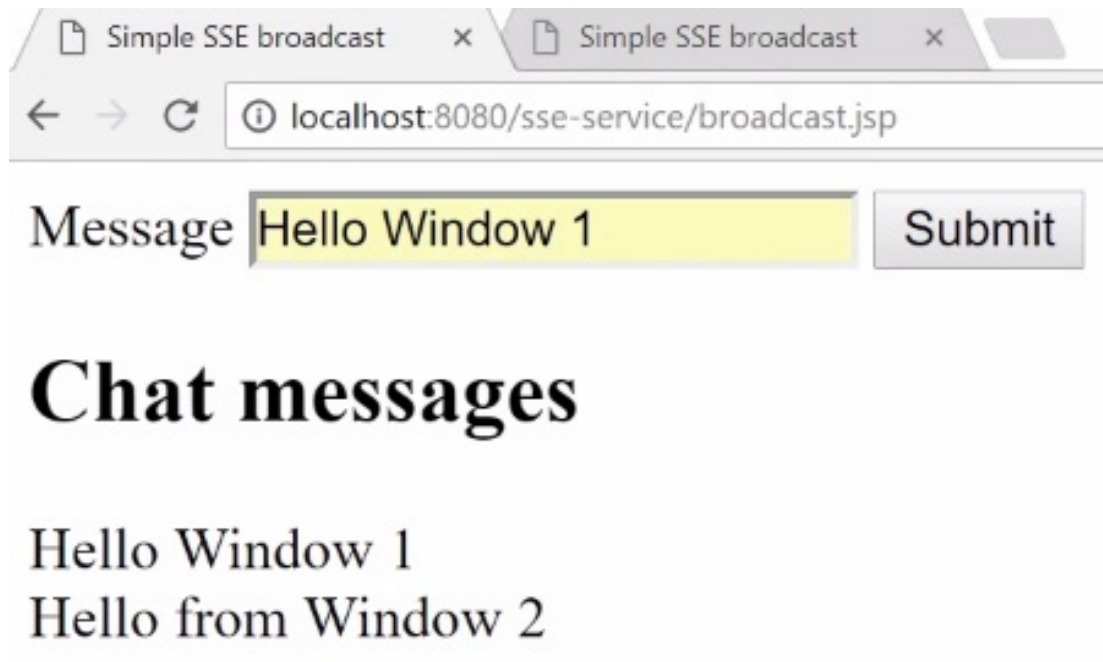 Simple SSE broadcast × Simple SSE broadcast ×
localhost:8080/sse-service/broadcast.jsp
Message Hello Window 1 Submit
Chat messages
Hello Window 1
Hello from Window 2